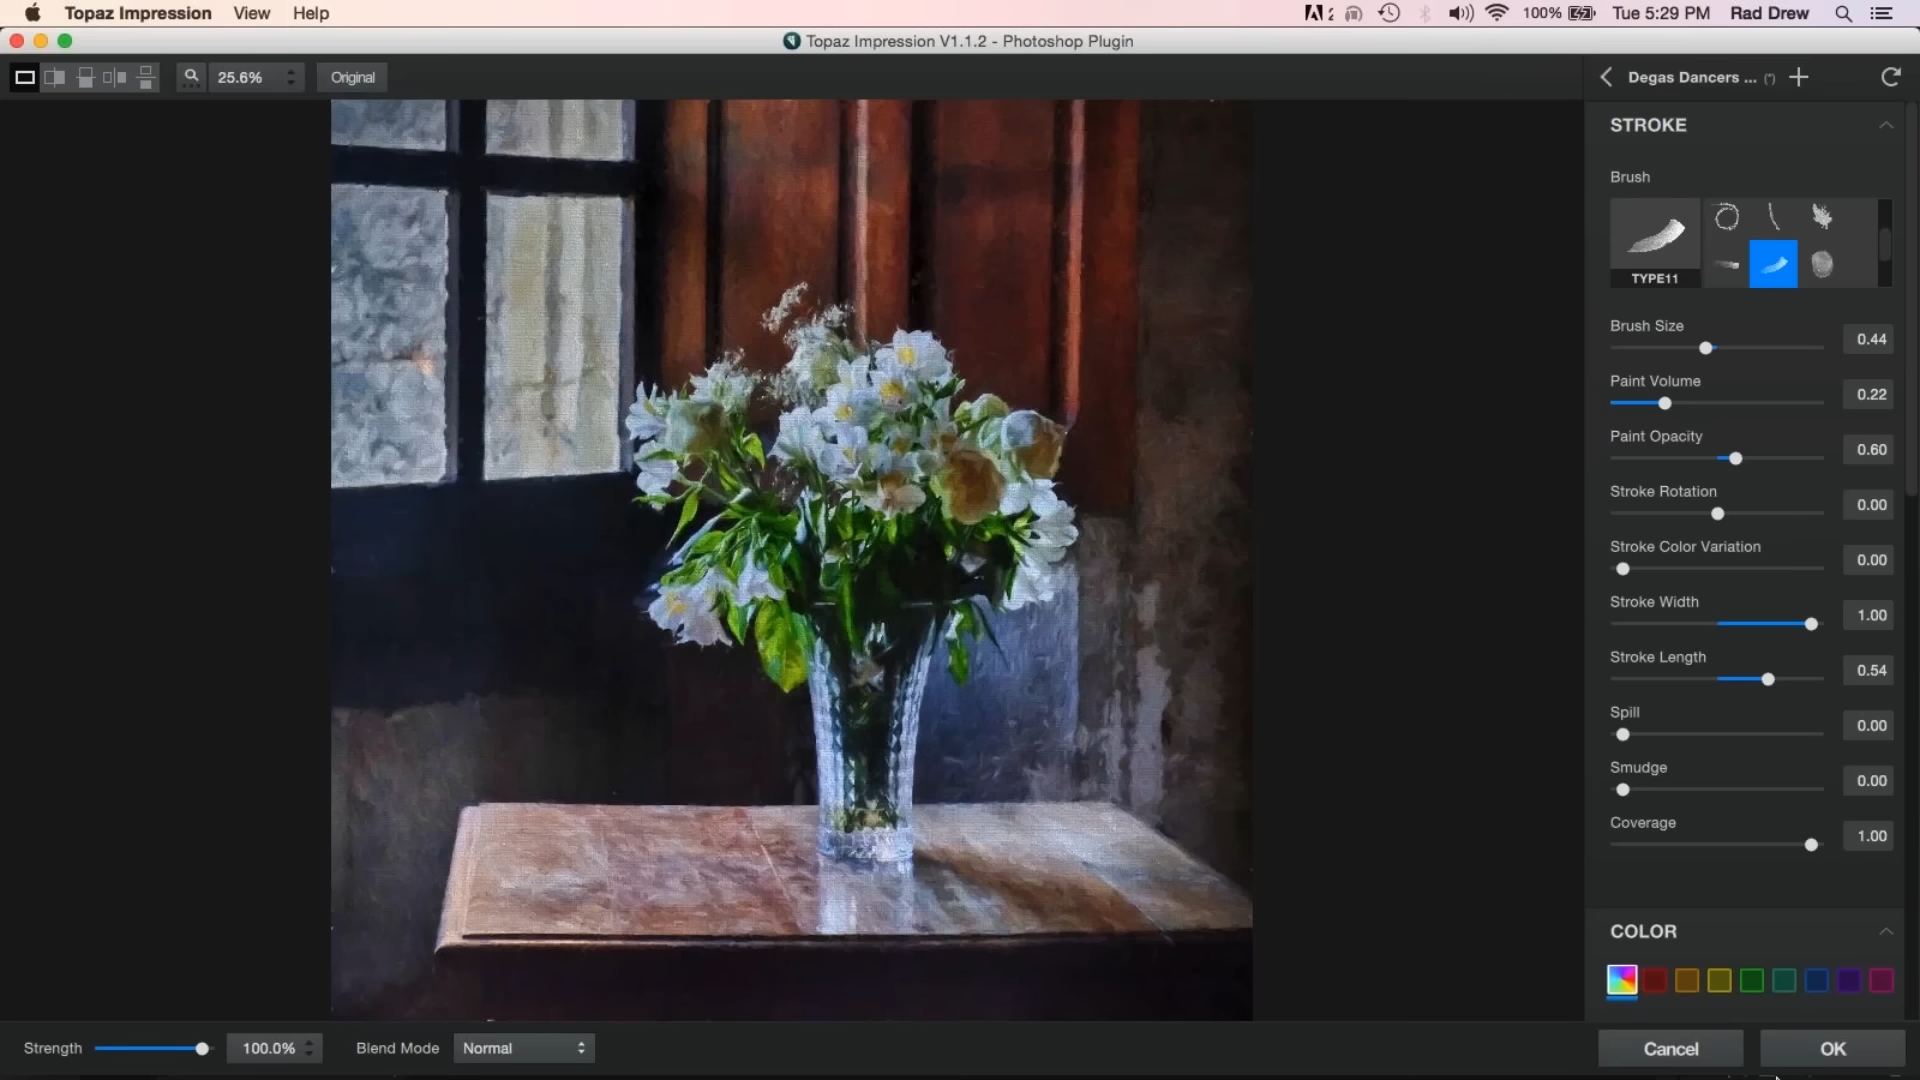 Topaz Impression View Help 2 100% Tue 5:29 PM Rad Drew
Topaz Impression V1.1.2 - Photoshop Plugin
25.6% Original Degas Dancers ... (*)
STROKE
Brush
TYPE11
Brush Size 0.44
Paint Volume 0.22
Paint Opacity 0.60
Stroke Rotation 0.00
Stroke Color Variation 0.00
Stroke Width 1.00
Stroke Length 0.54
Spill 0.00
Smudge 0.00
Coverage 1.00
COLOR
Strength 100.0% Blend Mode Normal Cancel OK